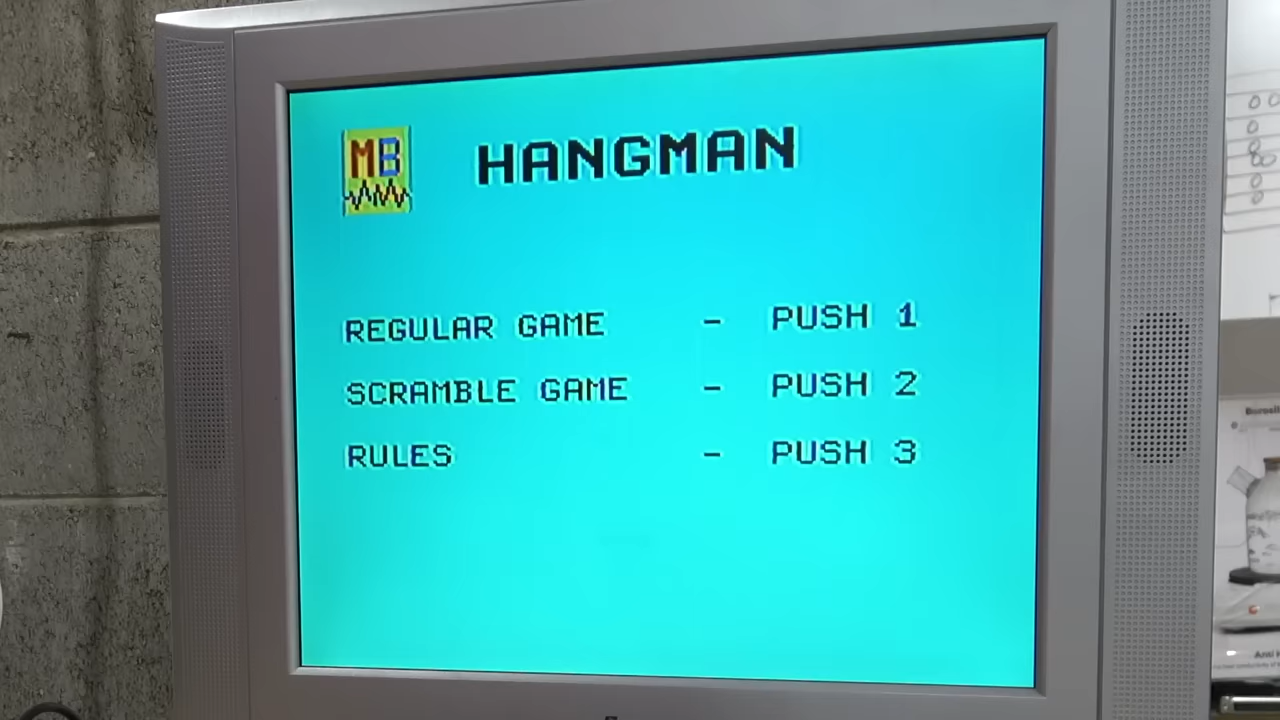 MB
HANGMAN
REGULAR GAME - PUSH 1
SCRAMBLE GAME - PUSH 2
RULES - PUSH 3